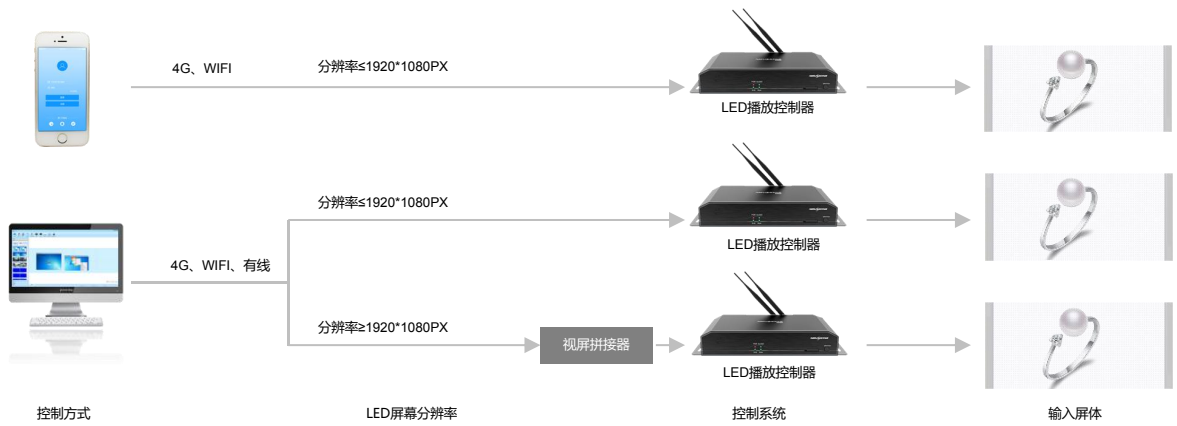 4G、WIFI
分辨率≤1920*1080PX
LED播放控制器
分辨率≤1920*1080PX
LED播放控制器
4G、WIFI、有线
分辨率≥1920*1080PX
视屏拼接器
LED播放控制器
控制方式
LED屏幕分辨率
控制系统
输入屏体